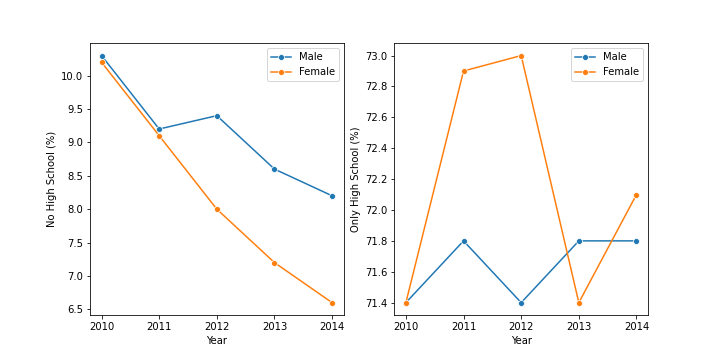 Male
Female
10.0
9.5
9.0
8.5
8.0
7.5
7.0
6.5
No High School (%)
2010 2011 2012 2013 2014
Year
Male
Female
73.0
72.8
72.6
72.4
72.2
72.0
71.8
71.6
71.4
Only High School (%)
2010 2011 2012 2013 2014
Year